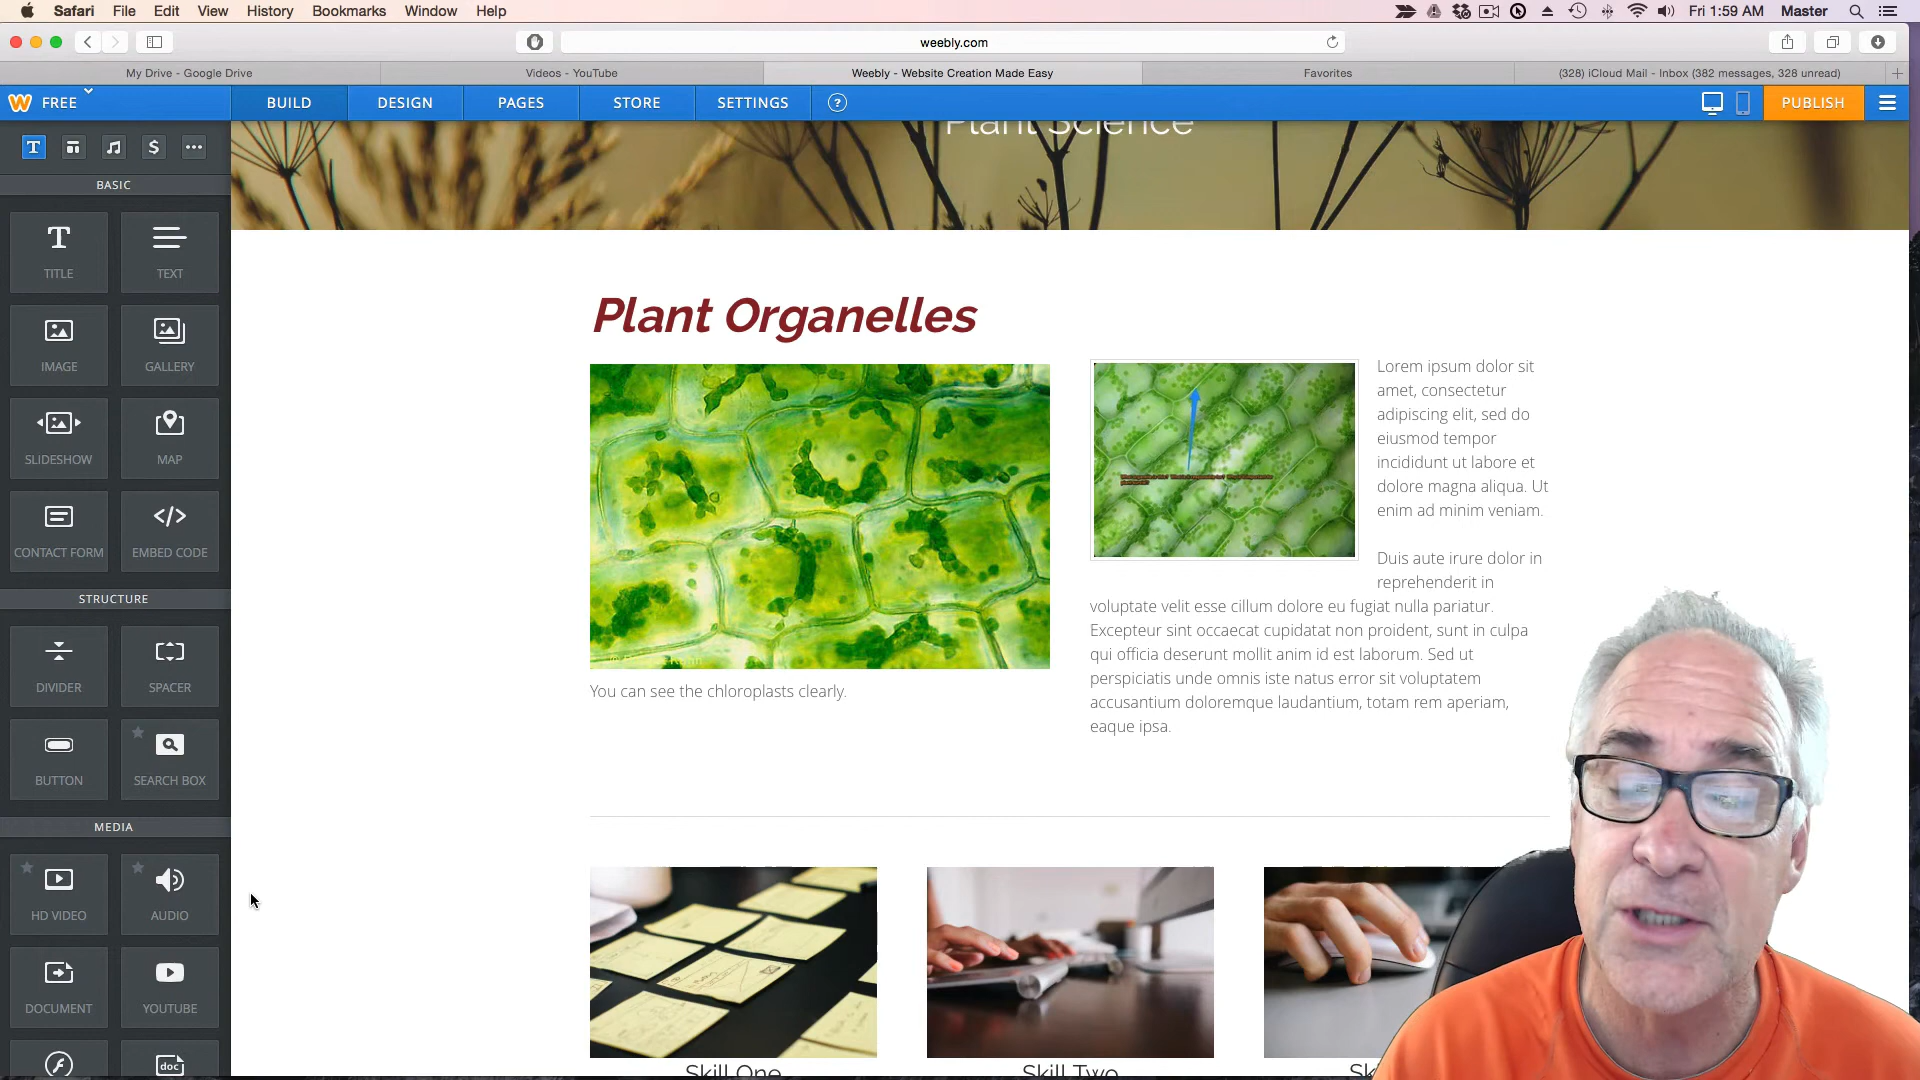 Safari File Edit View History Bookmarks Window Help Fri 1:59 AM Master
weebly.com
My Drive - Google Drive Videos - YouTube Weebly - Website Creation Made Easy Favorites (328) iCloud Mail - Inbox (382 messages, 328 unread)
FREE BUILD DESIGN PAGES STORE SETTINGS ? PUBLISH
Plant Science
BASIC
TITLE TEXT
IMAGE GALLERY
SLIDESHOW MAP
CONTACT FORM EMBED CODE
STRUCTURE
DIVIDER SPACER
BUTTON SEARCH BOX
MEDIA
HD VIDEO AUDIO
DOCUMENT YOUTUBE
doc
Plant Organelles
You can see the chloroplasts clearly.
Lorem ipsum dolor sit
amet, consectetur
adipiscing elit, sed do
eiusmod tempor
incididunt ut labore et
dolore magna aliqua. Ut
enim ad minim veniam.
Duis aute irure dolor in
reprehenderit in
voluptate velit esse cillum dolore eu fugiat nulla pariatur.
Excepteur sint occaecat cupidatat non proident, sunt in culpa
qui officia deserunt mollit anim id est laborum. Sed ut
perspiciatis unde omnis iste natus error sit voluptatem
accusantium doloremque laudantium, totam rem aperiam,
eaque ipsa.
Skill One Skill Two